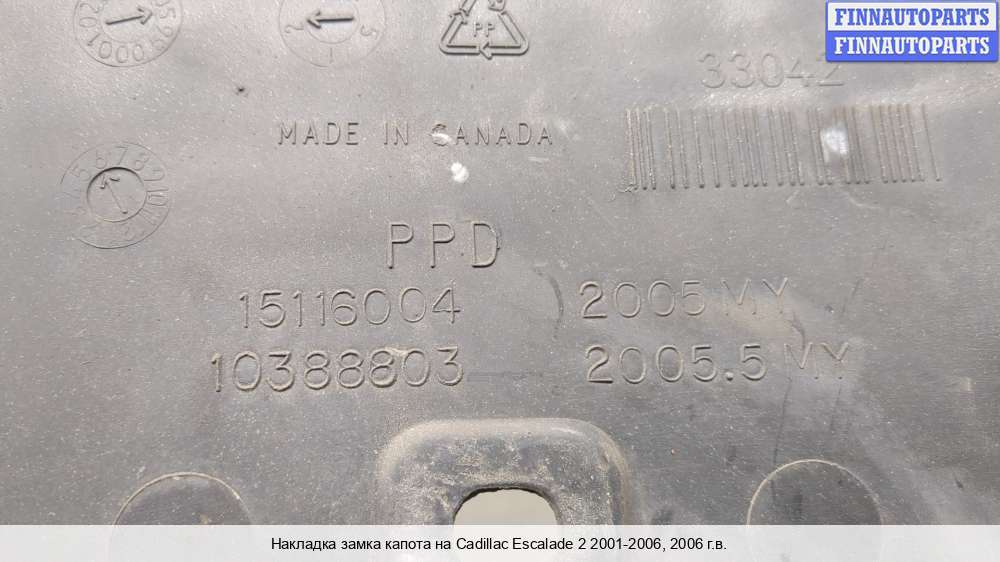 FINNAUTOPARTS
FINNAUTOPARTS
PP
33042
MADE IN CANADA
PPD
15116004 2005 MY
10388803 2005.5 MY
Накладка замка капота на Cadillac Escalade 2 2001-2006, 2006 г.в.